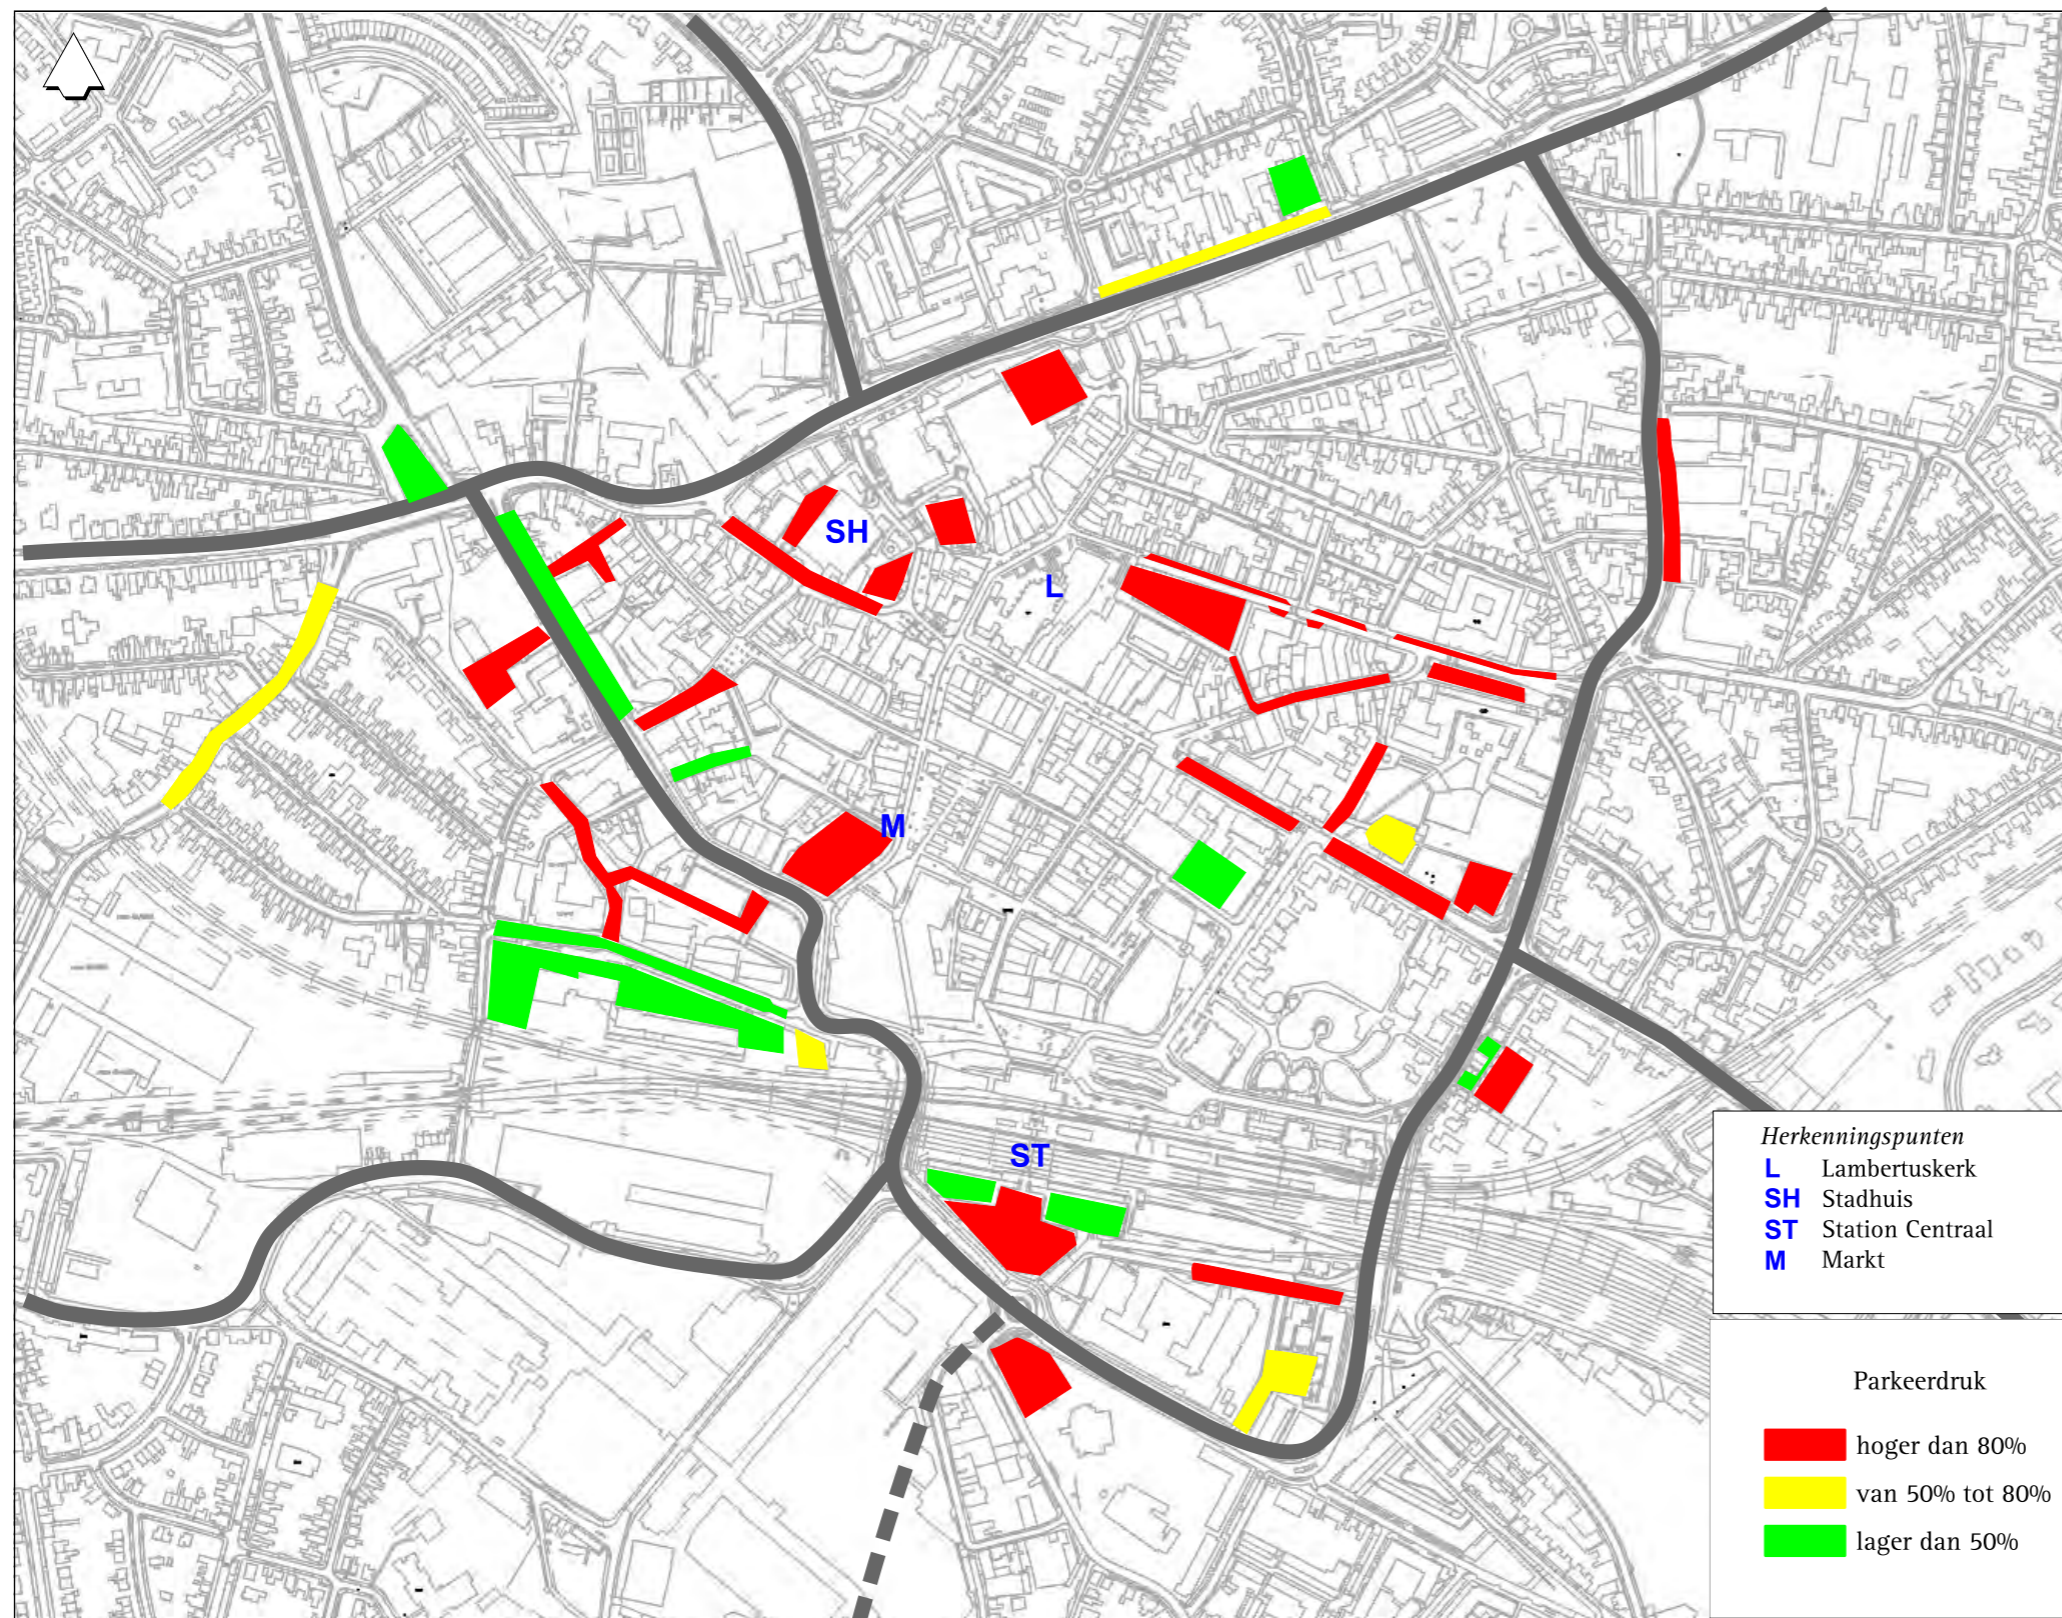 SH
L
M
ST
Herkenningspunten
L Lambertuskerk
SH Stadhuis
ST Station Centraal
M Markt
Parkeerdruk
hoger dan 80%
van 50% tot 80%
lager dan 50%